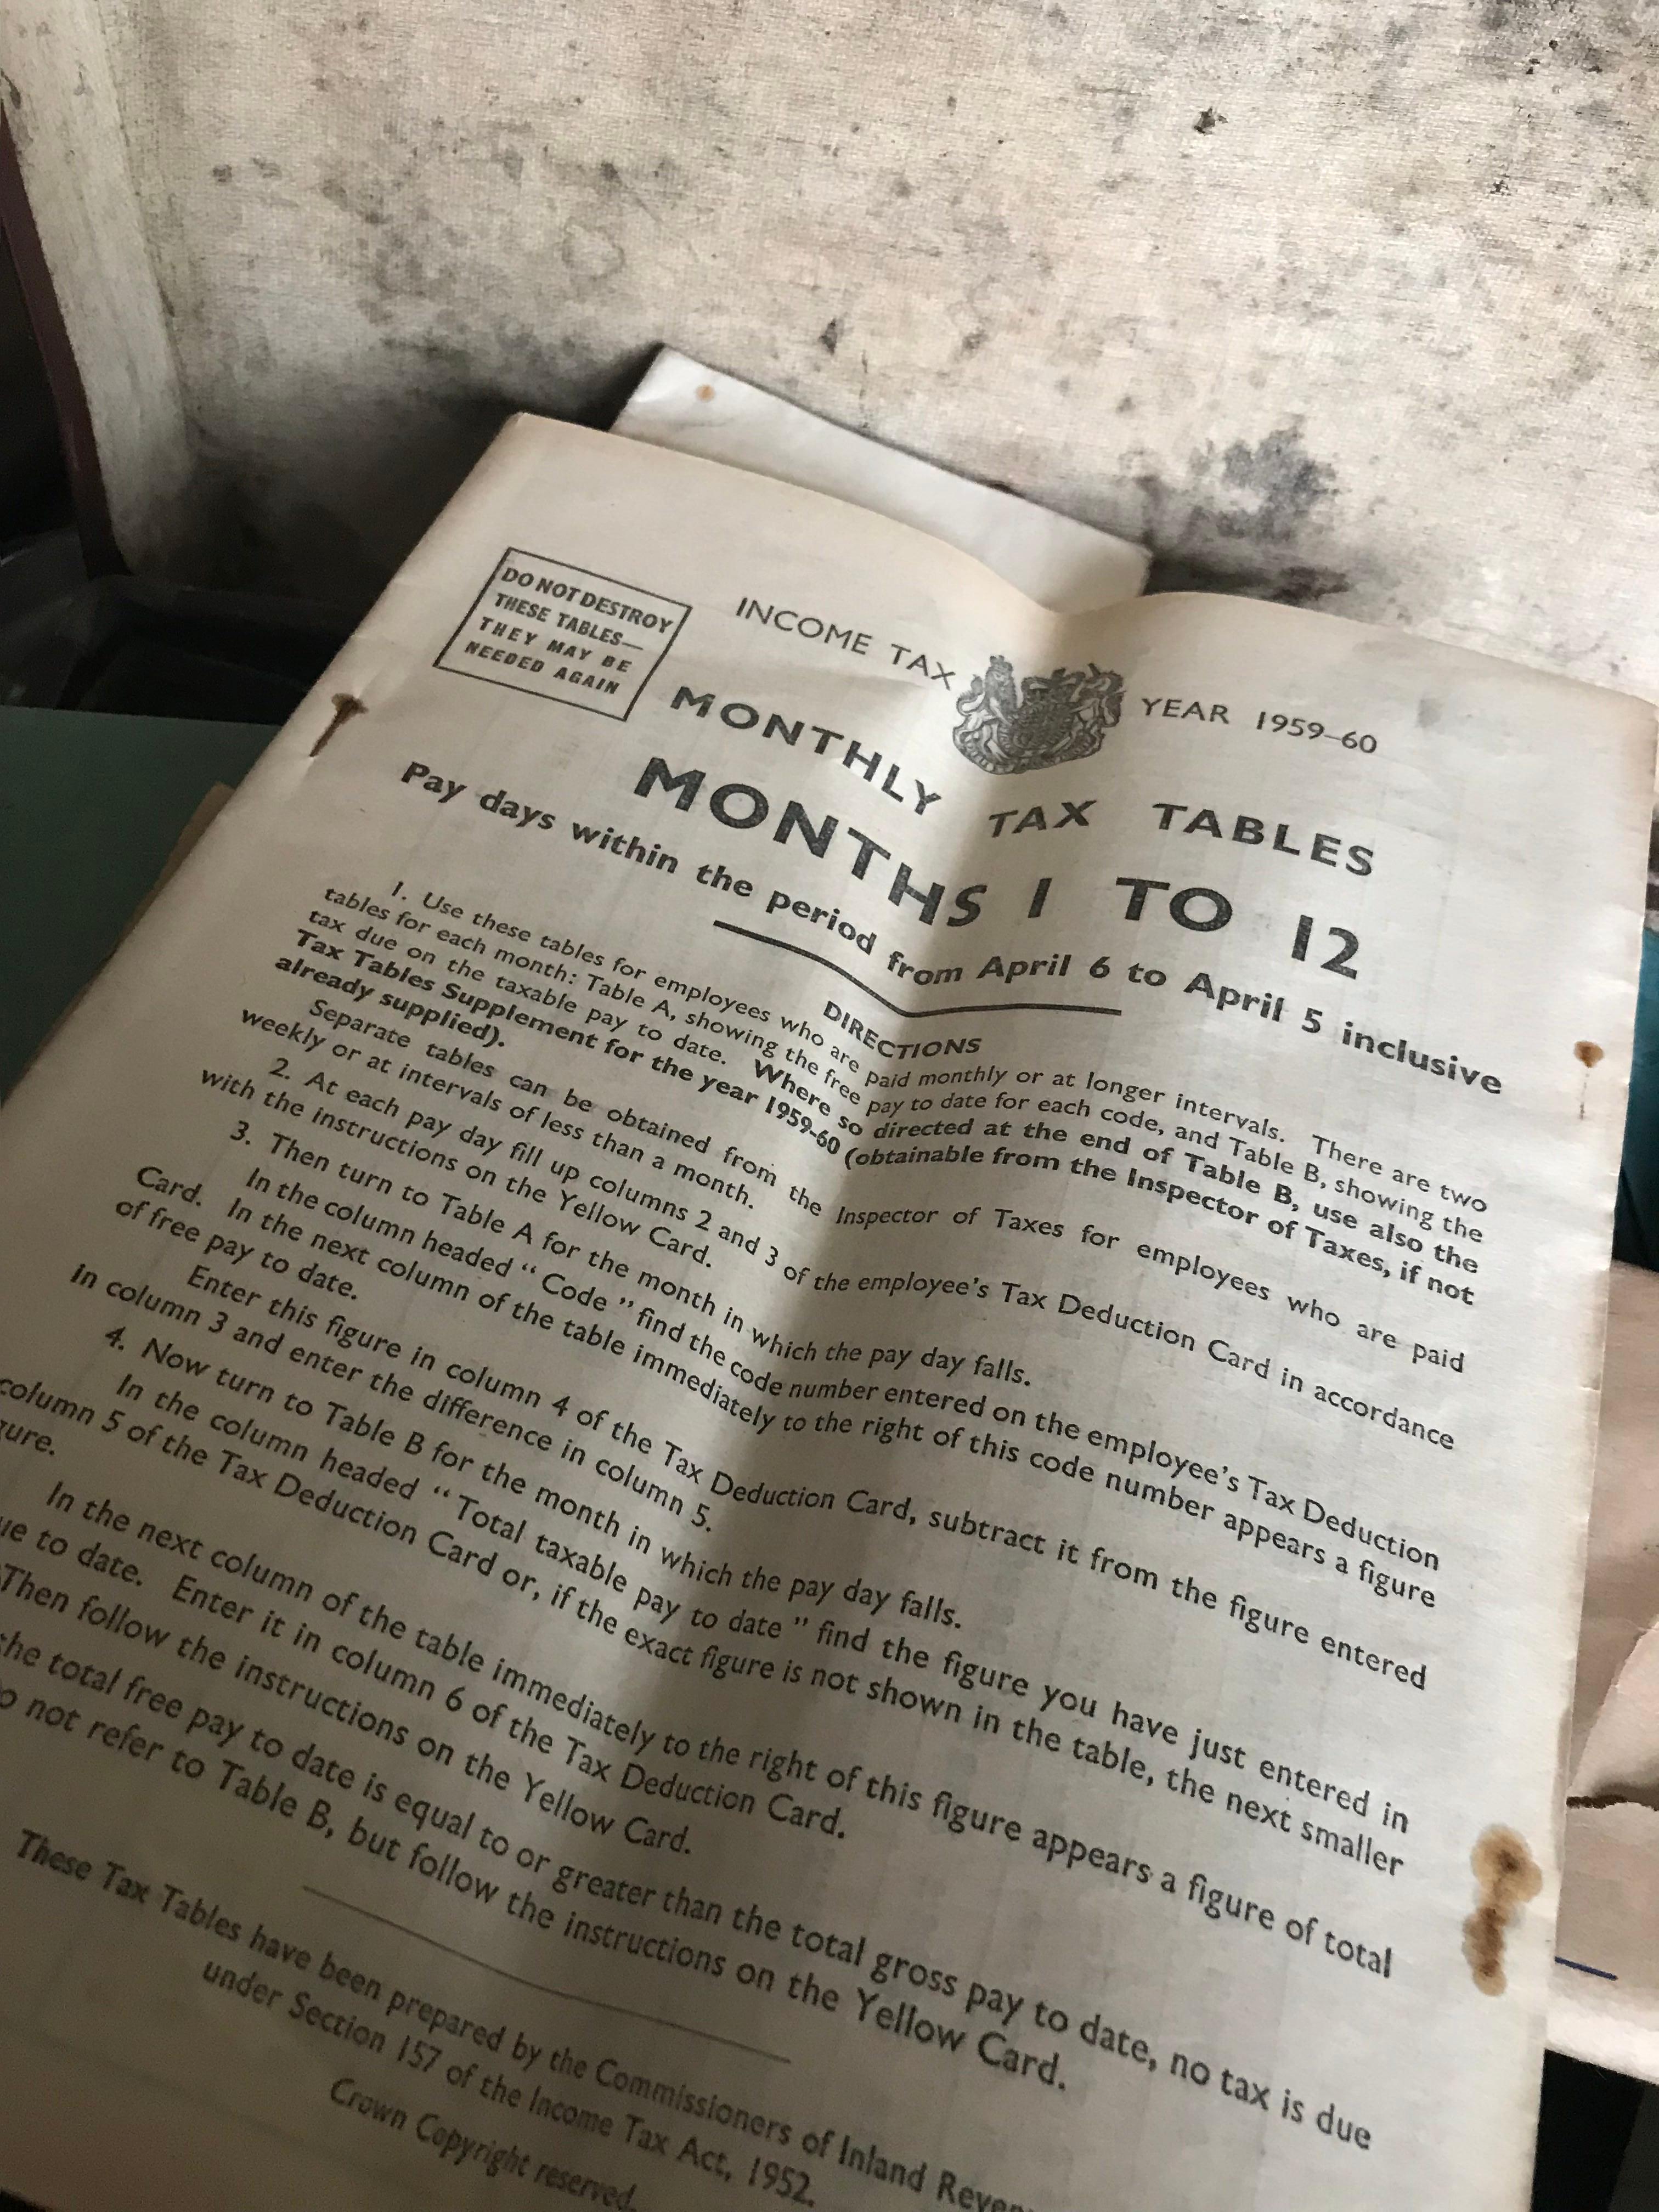 DO NOT DESTROY
THESE TABLES—
THEY MAY BE
NEEDED AGAIN
INCOME TAX YEAR 1959–60
MONTHLY TAX TABLES
MONTHS 1 TO 12
Pay days within the period from April 6 to April 5 inclusive
DIRECTIONS
1. Use these tables for employees who are paid monthly or at longer intervals. There are two
tables for each month: Table A, showing the free pay to date for each code, and Table B, showing the
tax due on the taxable pay to date. Where so directed at the end of Table B, use also the
Tax Tables Supplement for the year 1959-60 (obtainable from the Inspector of Taxes, if not
already supplied).
Separate tables can be obtained from the Inspector of Taxes for employees who are paid
weekly or at intervals of less than a month.
2. At each pay day fill up columns 2 and 3 of the employee's Tax Deduction Card in accordance
with the instructions on the Yellow Card.
3. Then turn to Table A for the month in which the pay day falls.
In the column headed “ Code ” find the code number entered on the employee's Tax Deduction
Card. In the next column of the table immediately to the right of this code number appears a figure
of free pay to date.
Enter this figure in column 4 of the Tax Deduction Card, subtract it from the figure entered
in column 3 and enter the difference in column 5.
4. Now turn to Table B for the month in which the pay day falls.
In the column headed “ Total taxable pay to date ” find the figure you have just entered in
column 5 of the Tax Deduction Card or, if the exact figure is not shown in the table, the next smaller
gure.
In the next column of the table immediately to the right of this figure appears a figure of total
ue to date. Enter it in column 6 of the Tax Deduction Card.
Then follow the instructions on the Yellow Card.
the total free pay to date is equal to or greater than the total gross pay to date, no tax is due
o not refer to Table B, but follow the instructions on the Yellow Card.
These Tax Tables have been prepared by the Commissioners of Inland Reven
under Section 157 of the Income Tax Act, 1952.
Crown Copyright reserved.